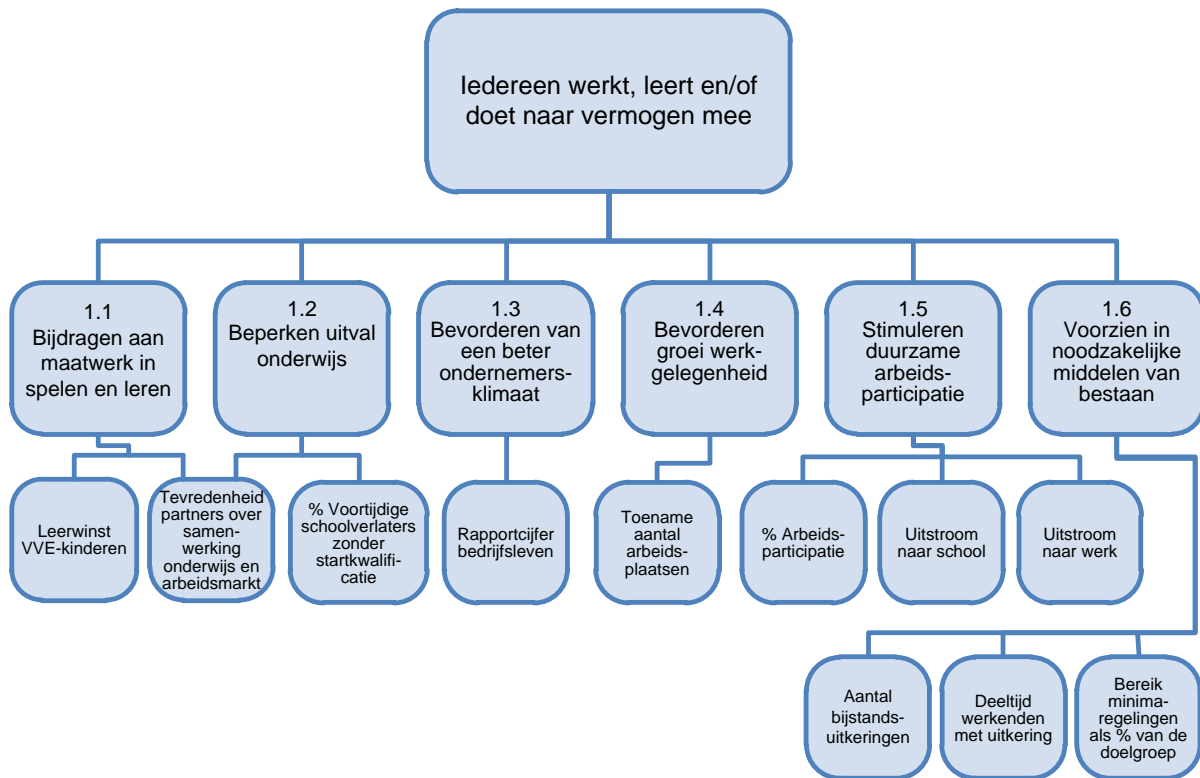 Iedereen werkt, leert en/of
doet naar vermogen mee
1.1
Bijdragen aan
maatwerk in
spelen en leren
1.2
Beperken uitval
onderwijs
1.3
Bevorderen van
een beter
ondernemers-
klimaat
1.4
Bevorderen
groei werk-
gelegenheid
1.5
Stimuleren
duurzame
arbeids-
participatie
1.6
Voorzien in
noodzakelijke
middelen van
bestaan
Leerwinst
VVE-kinderen
Tevredenheid
partners over
samen-
werking
onderwijs en
arbeidsmarkt
% Voortijdige
schoolverlaters
zonder
startkwalifi-
catie
Rapportcijfer
bedrijfsleven
Toename
aantal
arbeids-
plaatsen
% Arbeids-
participatie
Uitstroom
naar school
Uitstroom
naar werk
Aantal
bijstands-
uitkeringen
Deeltijd
werkenden
met uitkering
Bereik
minima-
regelingen
als % van de
doelgroep